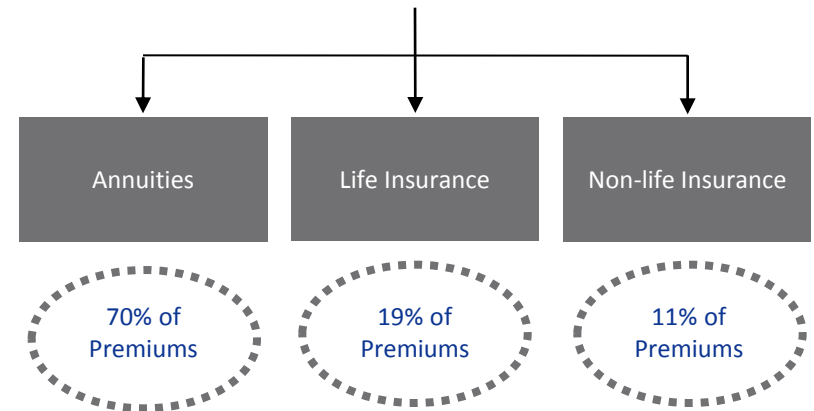 Annuities
Life Insurance
Non-life Insurance
70% of
Premiums
19% of
Premiums
11% of
Premiums